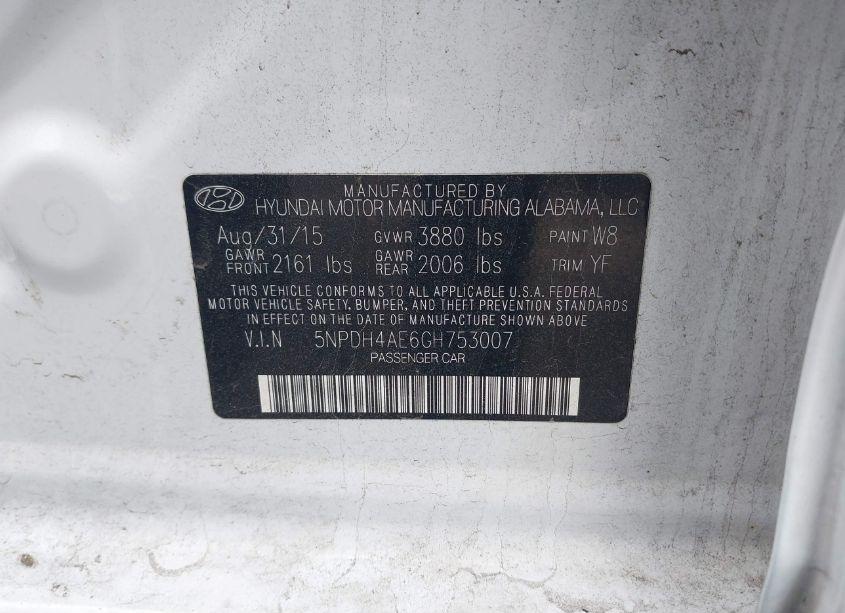 MANUFACTURED BY
HYUNDAI MOTOR MANUFACTURING ALABAMA, LLC
Aug/31/15 GVWR 3880 lbs PAINT W8
GAWR FRONT 2161 lbs GAWR REAR 2006 lbs TRIM YF
THIS VEHICLE CONFORMS TO ALL APPLICABLE U.S.A. FEDERAL
MOTOR VEHICLE SAFETY, BUMPER, AND THEFT PREVENTION STANDARDS
IN EFFECT ON THE DATE OF MANUFACTURE SHOWN ABOVE
V.I.N 5NPDH4AE6GH753007
PASSENGER CAR